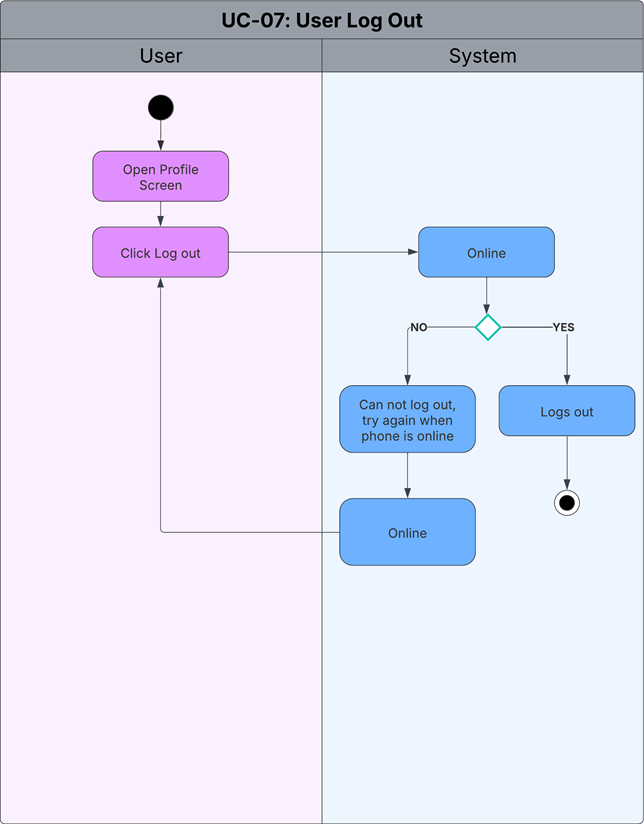 UC-07: User Log Out
User
System
Open Profile
Screen
Click Log out
Online
NO
YES
Can not log out,
try again when
phone is online
Logs out
Online